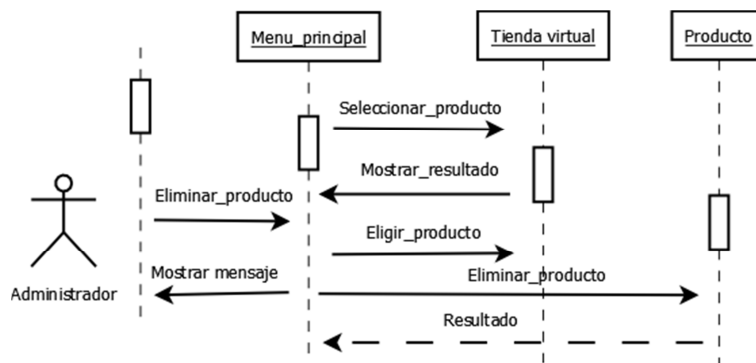 Menu_principal
Tienda virtual
Producto
Seleccionar_producto
Mostrar_resultado
Eliminar_producto
Eligir_producto
Mostrar mensaje
Eliminar_producto
Administrador
Resultado